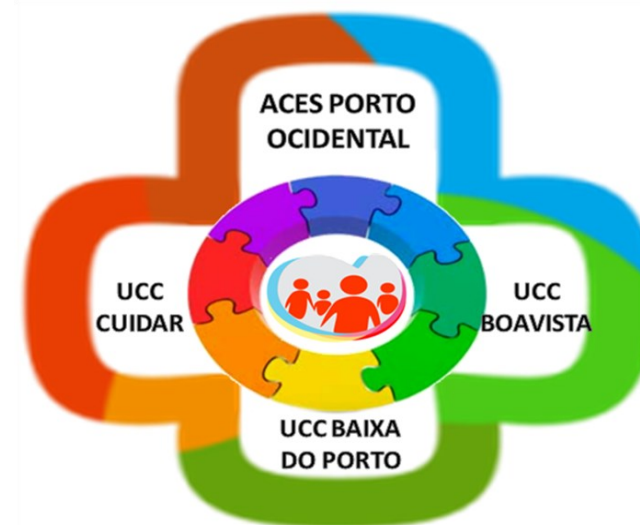 ACES PORTO
OCIDENTAL
UCC
CUIDAR
UCC
BOAVISTA
UCC BAIXA
DO PORTO